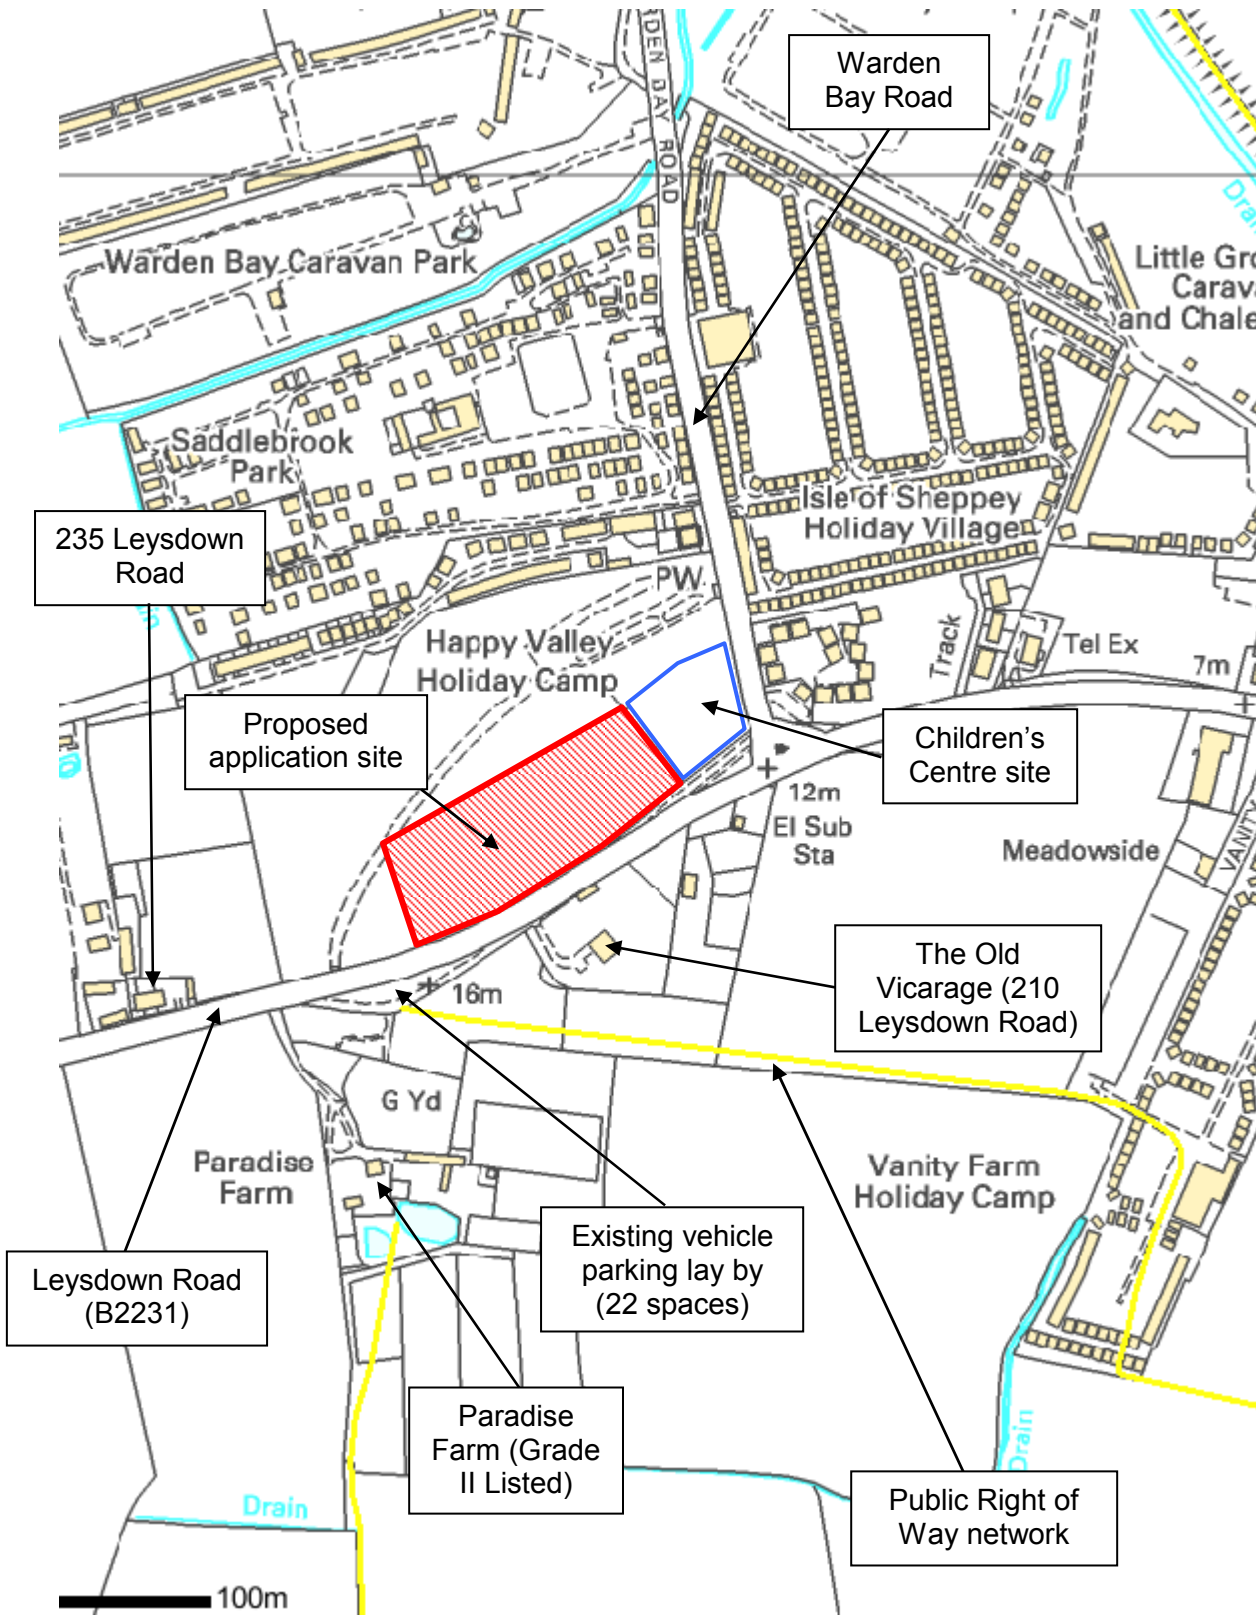 DEN BAY ROAD
Warden
Bay Road
Drain
Warden Bay Caravan Park
Little Gro
Carava
and Chale
Saddlebrook
Park
Isle of Sheppey
Holiday Village
235 Leysdown
Road
PW
Happy Valley
Holiday Camp
Track
Tel Ex
7m
Proposed
application site
Children's
Centre site
12m
El Sub
Sta
Meadowside
VANITY
The Old
Vicarage (210
Leysdown Road)
16m
G Yd
Paradise
Farm
Vanity Farm
Holiday Camp
Existing vehicle
parking lay by
(22 spaces)
Leysdown Road
(B2231)
Paradise
Farm (Grade
II Listed)
Drain
Public Right of
Way network
Drain
100m